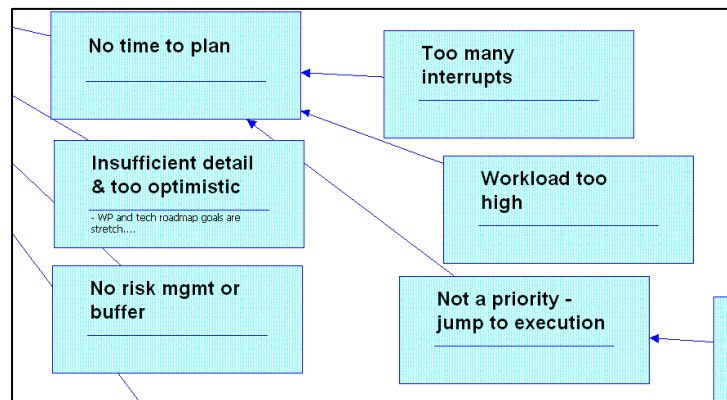 No time to plan
Too many
interrupts
Insufficient detail
& too optimistic
- WP and tech roadmap goals are
stretch....
Workload too
high
No risk mgmt or
buffer
Not a priority -
jump to execution